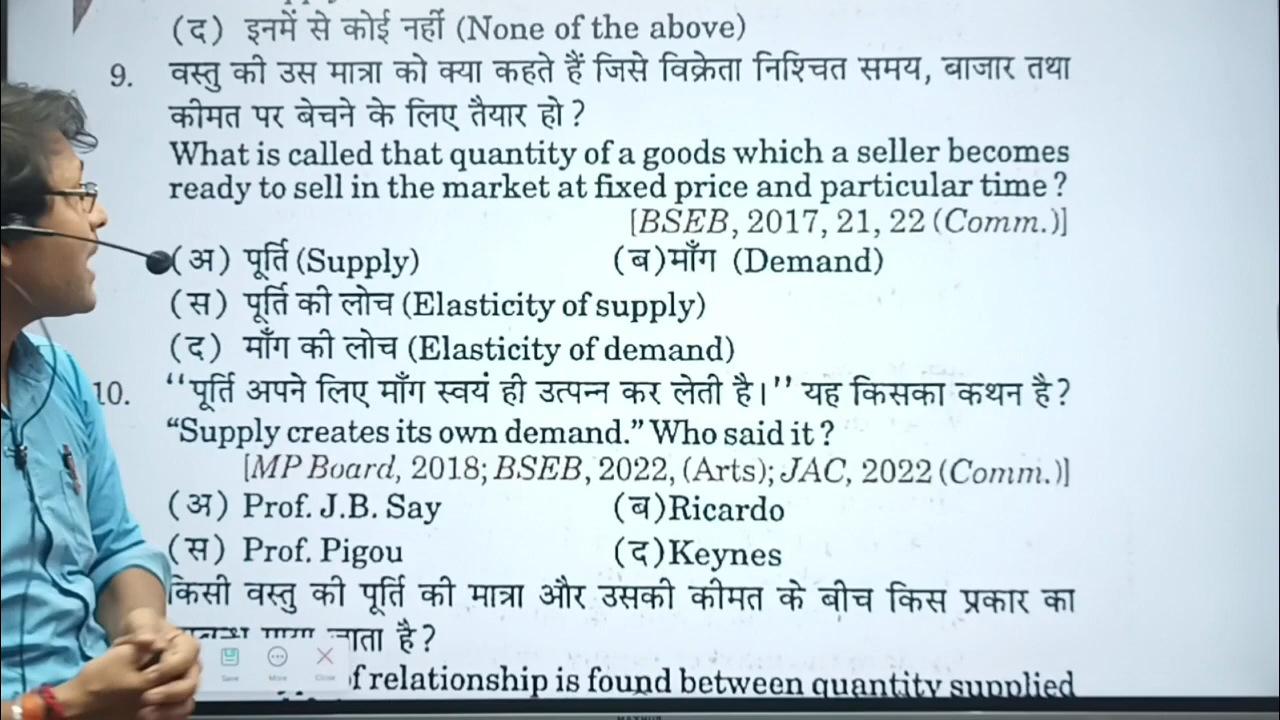 (द) इनमें से कोई नहीं (None of the above)
9. वस्तु की उस मात्रा को क्या कहते हैं जिसे विक्रेता निश्चित समय, बाजार तथा
कीमत पर बेचने के लिए तैयार हो?
What is called that quantity of a goods which a seller becomes
ready to sell in the market at fixed price and particular time?
[BSEB, 2017, 21, 22 (Comm.)]
(अ) पूर्ति (Supply) (ब) माँग (Demand)
(स) पूर्ति की लोच (Elasticity of supply)
(द) माँग की लोच (Elasticity of demand)
10. ‘‘पूर्ति अपने लिए माँग स्वयं ही उत्पन्न कर लेती है।’’ यह किसका कथन है?
“Supply creates its own demand.” Who said it?
[MP Board, 2018; BSEB, 2022, (Arts); JAC, 2022 (Comm.)]
(अ) Prof. J.B. Say (ब) Ricardo
(स) Prof. Pigou (द) Keynes
किसी वस्तु की पूर्ति की मात्रा और उसकी कीमत के बीच किस प्रकार का
है?
Save More Close
of relationship is found between quantity supplied